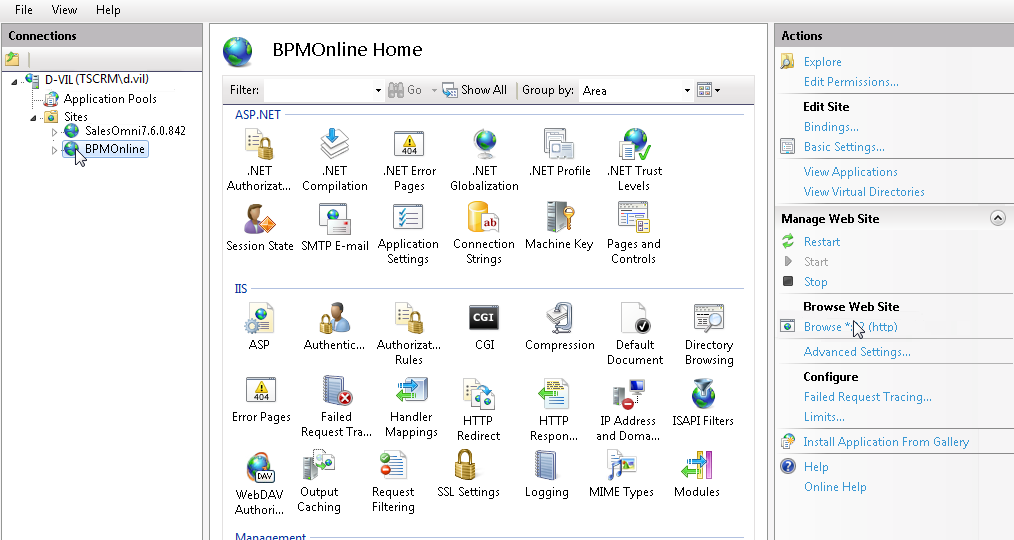 File View Help
Connections
D-VIL (TSCRM\d.vil)
Application Pools
Sites
SalesOmni7.6.0.842
BPMOnline
BPMOnline Home
Filter: Go Show All Group by: Area
ASP.NET
.NET Authorizat...
.NET Compilation
.NET Error Pages
.NET Globalization
.NET Profile
.NET Trust Levels
Session State
SMTP E-mail
Application Settings
Connection Strings
Machine Key
Pages and Controls
IIS
ASP
Authentic...
Authorizat... Rules
CGI
Compression
Default Document
Directory Browsing
Error Pages
Failed Request Tra...
Handler Mappings
HTTP Redirect
HTTP Respon...
IP Address and Doma...
ISAPI Filters
WebDAV Authori...
Output Caching
Request Filtering
SSL Settings
Logging
MIME Types
Modules
Management
Actions
Explore
Edit Permissions...
Edit Site
Bindings...
Basic Settings...
View Applications
View Virtual Directories
Manage Web Site
Restart
Start
Stop
Browse Web Site
Browse (http)
Advanced Settings...
Configure
Failed Request Tracing...
Limits...
Install Application From Gallery
Help
Online Help